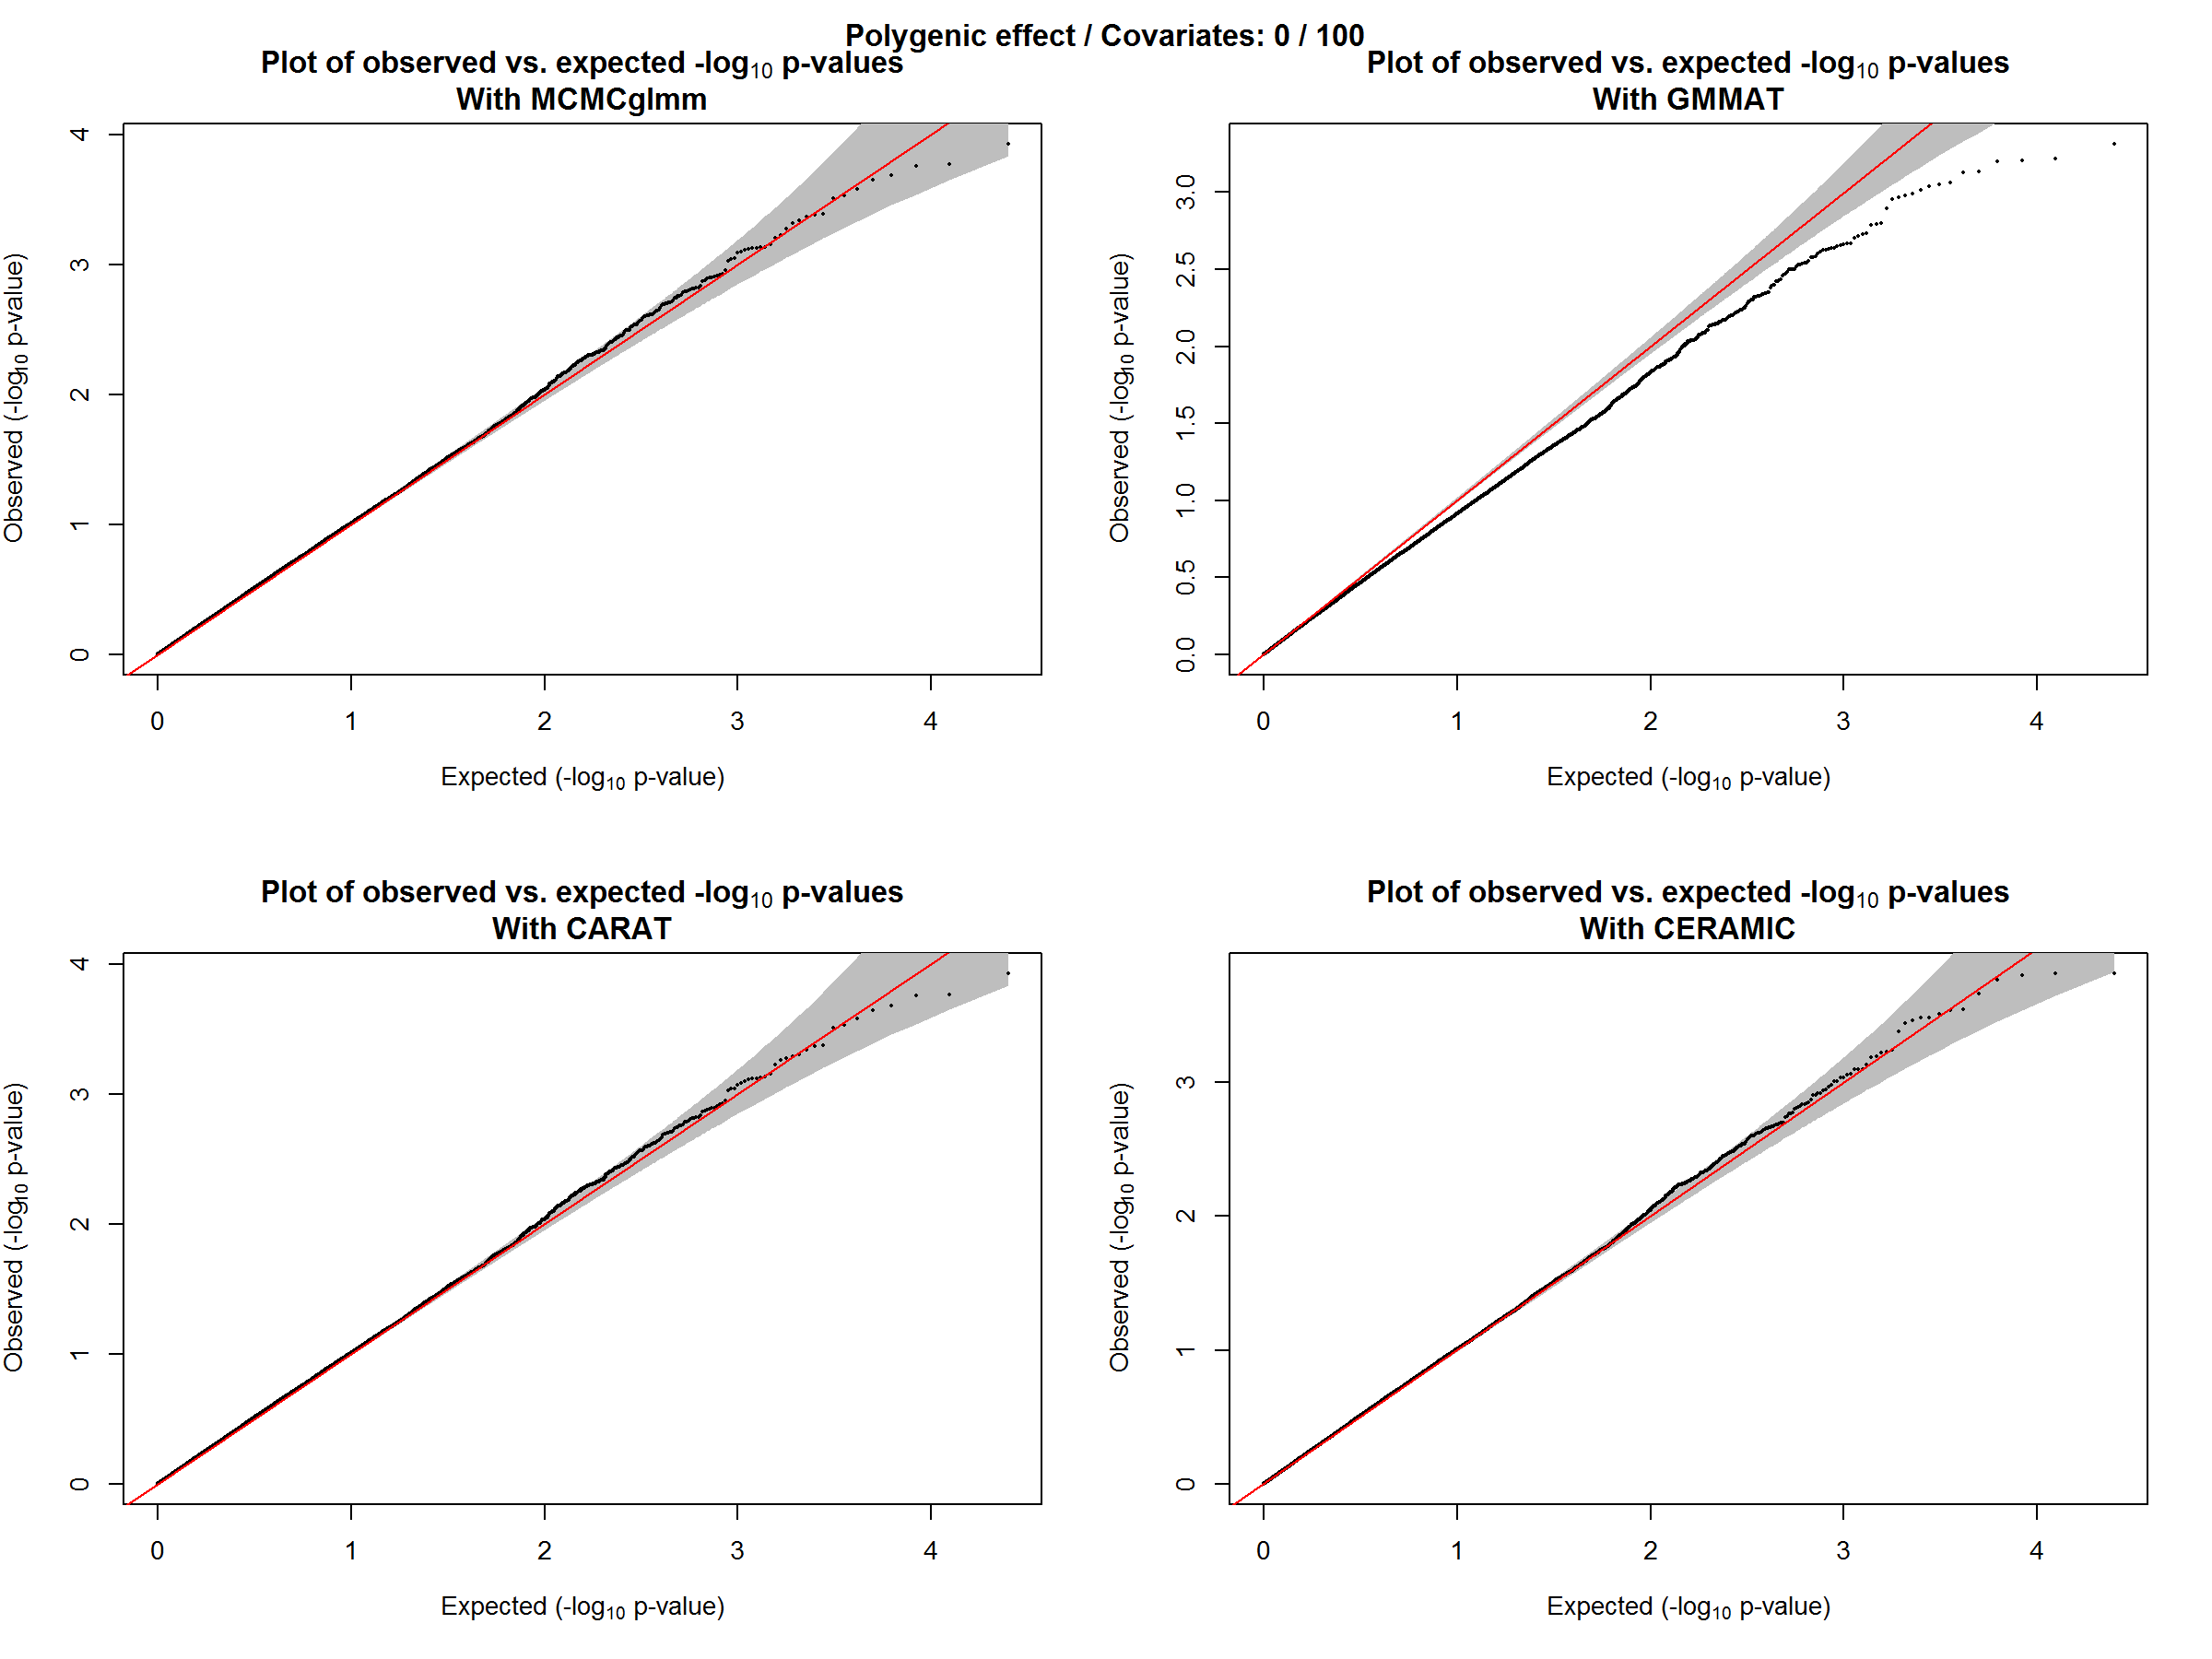 Polygenic effect / Covariates: 0 / 100
Plot of observed vs. expected -log10 p-values
With MCMCglmm
Observed (-log10 p-value)
4
3
2
1
0
0 1 2 3 4
Expected (-log10 p-value)
Plot of observed vs. expected -log10 p-values
With GMMAT
Observed (-log10 p-value)
3.0
2.5
2.0
1.5
1.0
0.5
0.0
0 1 2 3 4
Expected (-log10 p-value)
Plot of observed vs. expected -log10 p-values
With CARAT
Observed (-log10 p-value)
4
3
2
1
0
0 1 2 3 4
Expected (-log10 p-value)
Plot of observed vs. expected -log10 p-values
With CERAMIC
Observed (-log10 p-value)
3
2
1
0
0 1 2 3 4
Expected (-log10 p-value)